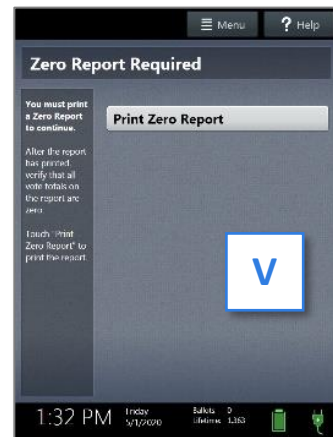 Menu
? Help
Zero Report Required
You must print
a Zero Report
to continue.
Print Zero Report
After the report
has printed,
verify that all
vote totals on
the report are
zero.
Touch "Print
Zero Report" to
print the report.
V
1:32 PM
Friday
5/1/2020
Ballots 0
Lifetime 1,363